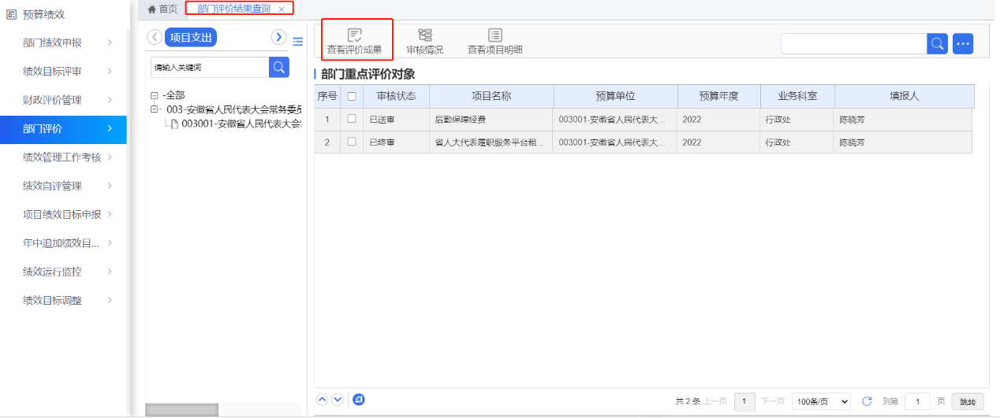 预算绩效
部门绩效申报
绩效目标评审
财政评价管理
部门评价
绩效管理工作考核
绩效自评管理
项目绩效目标申报
年中追加绩效目...
绩效运行监控
绩效目标调整
首页 部门评价结果查询
项目支出
请输入关键词
-全部
003-安徽省人民代表大会常务委员
003001-安徽省人民代表大会
查看评价成果 审核情况 查看项目明细
部门重点评价对象
序号 审核状态 项目名称 预算单位 预算年度 业务科室 填报人
1 已送审 后勤保障经费 003001-安徽省人民代表大... 2022 行政处 陈晓芳
2 已终审 省人大代表履职服务平台租... 003001-安徽省人民代表大... 2022 行政处 陈晓芳
共 2 条 上一页 1 下一页 100条/页 到第 1 页 跳转